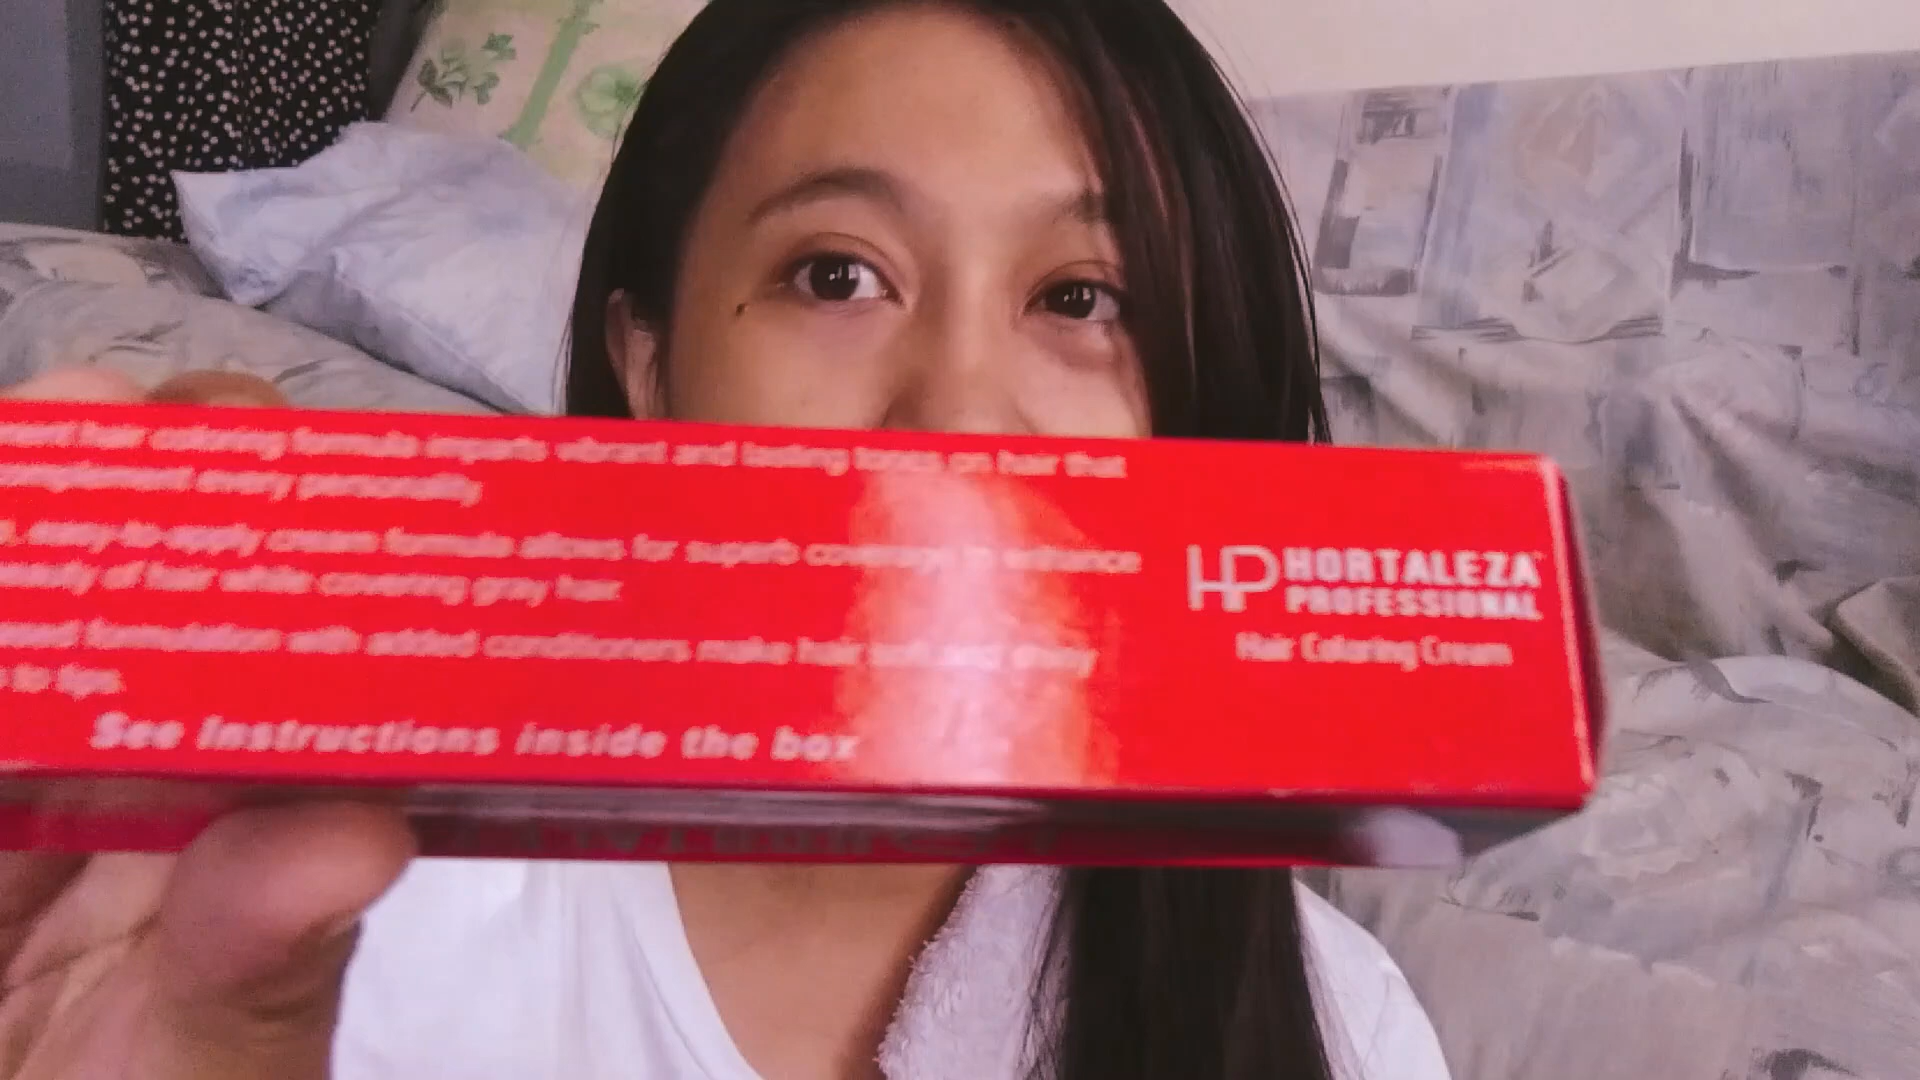 hair coloring formula imparts vibrant and lasting tones on hair that
complement every personality
easy-to-apply cream formula allows for superb coverage to enhance
of hair while covering gray hair.
formulation with added conditioners make hair soft and shiny
to tips.
See instructions inside the box
HP HORTALEZA
PROFESSIONAL
Hair Coloring Cream